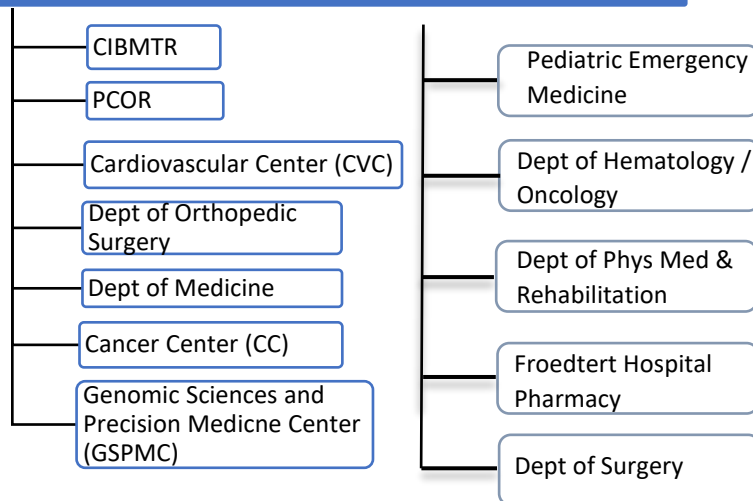 CIBMTR
PCOR
Cardiovascular Center (CVC)
Dept of Orthopedic
Surgery
Dept of Medicine
Cancer Center (CC)
Genomic Sciences and
Precision Medicne Center
(GSPMC)
Pediatric Emergency
Medicine
Dept of Hematology /
Oncology
Dept of Phys Med &
Rehabilitation
Froedtert Hospital
Pharmacy
Dept of Surgery